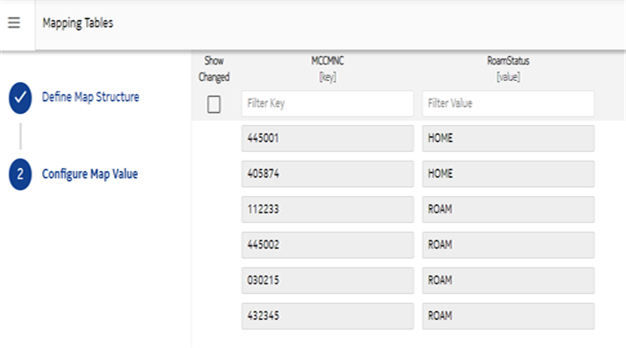 Mapping Tables
Show Changed
MCCMNC
[key]
RoamStatus
[value]
Define Map Structure
Filter Key
Filter Value
2
Configure Map Value
445001
HOME
405874
HOME
112233
ROAM
445002
ROAM
030215
ROAM
432345
ROAM